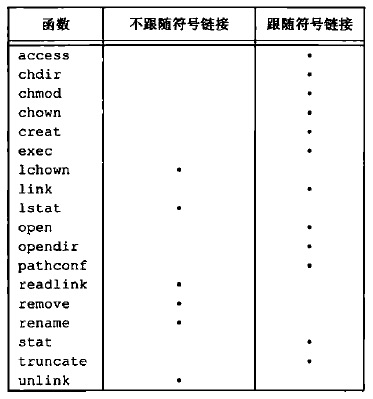 函数 不跟随符号链接 跟随符号链接
access •
chdir •
chmod •
chown •
creat •
exec •
lchown •
link •
lstat •
open •
opendir •
pathconf •
readlink •
remove •
rename •
stat •
truncate •
unlink •